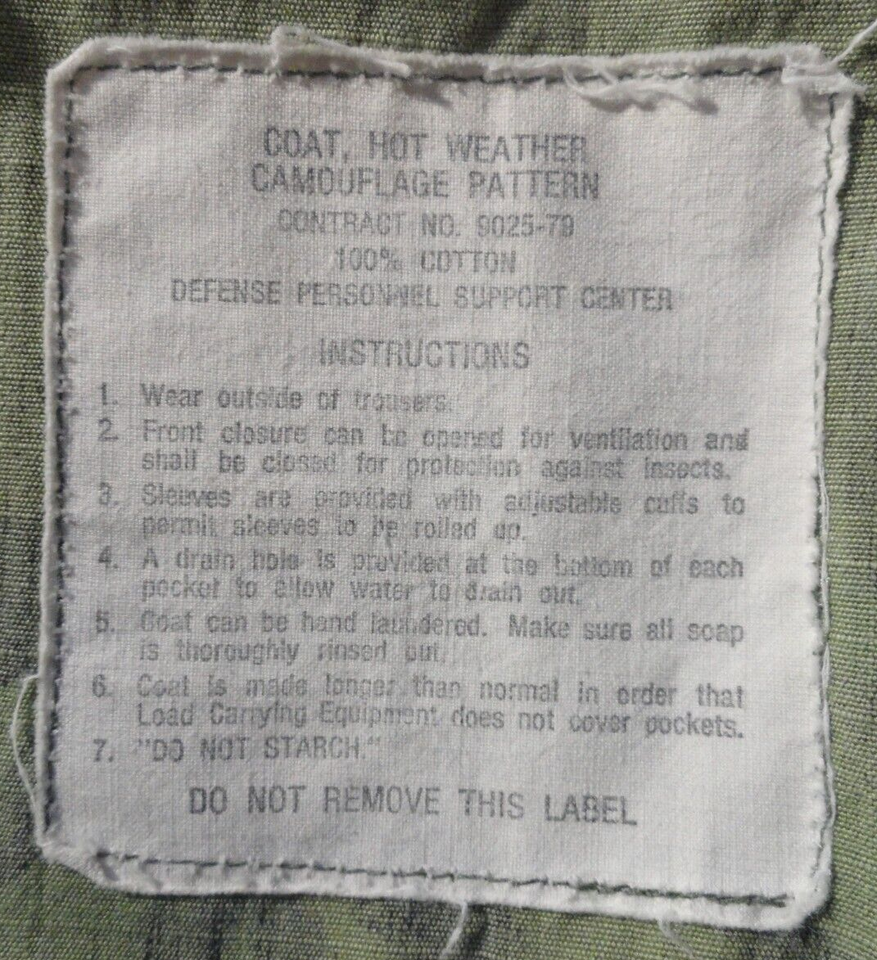 COAT, HOT WEATHER
CAMOUFLAGE PATTERN
CONTRACT NO. 9025-79
100% COTTON
DEFENSE PERSONNEL SUPPORT CENTER
INSTRUCTIONS
1. Wear outside of trousers.
2. Front closure can be opened for ventilation and
shall be closed for protection against insects.
3. Sleeves are provided with adjustable cuffs to
permit sleeves to be rolled up.
4. A drain hole is provided at the bottom of each
pocket to allow water to drain out.
5. Coat can be hand laundered. Make sure all soap
is thoroughly rinsed out.
6. Coat is made longer than normal in order that
Load Carrying Equipment does not cover pockets.
7. "DO NOT STARCH."
DO NOT REMOVE THIS LABEL